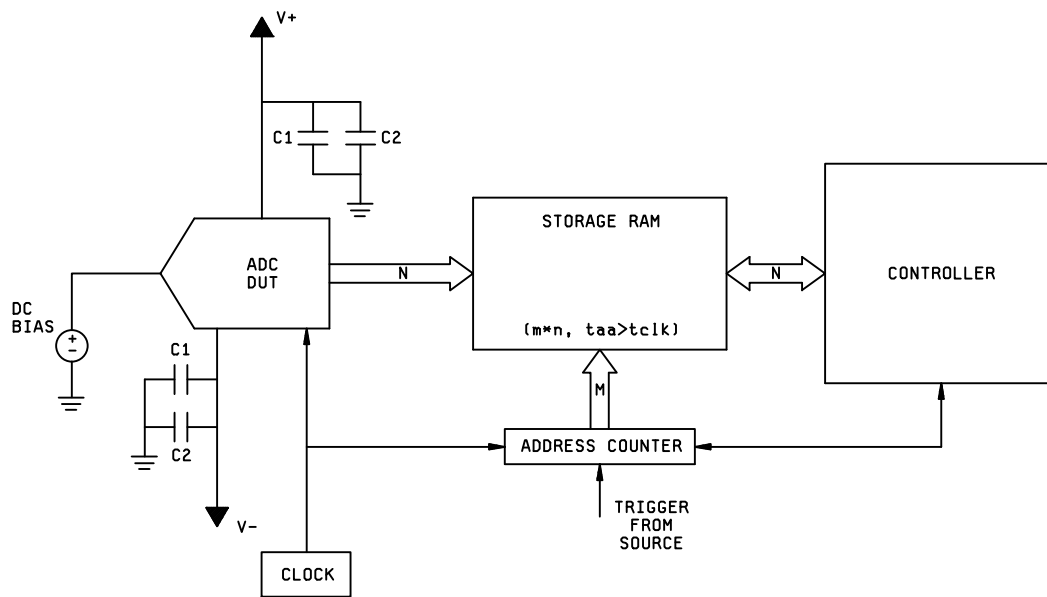 V+
C1
C2
STORAGE RAM
ADC
DUT
N
N
CONTROLLER
DC
BIAS
+
-
(m*n, taa>tclk)
C1
C2
M
ADDRESS COUNTER
TRIGGER
FROM
SOURCE
V-
CLOCK